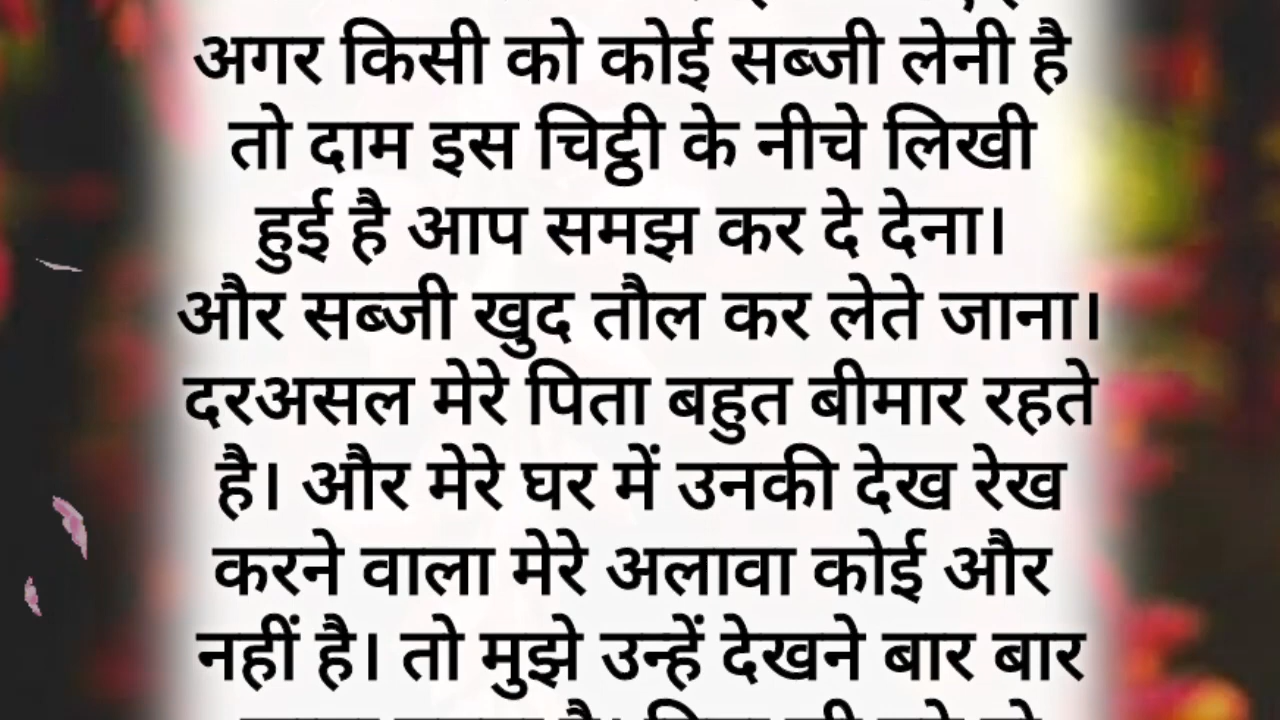 अगर किसी को कोई सब्जी लेनी है
तो दाम इस चिट्ठी के नीचे लिखी
हुई है आप समझ कर दे देना।
और सब्जी खुद तौल कर लेते जाना।
दरअसल मेरे पिता बहुत बीमार रहते
है। और मेरे घर में उनकी देख रेख
करने वाला मेरे अलावा कोई और
नहीं है। तो मुझे उन्हें देखने बार बार